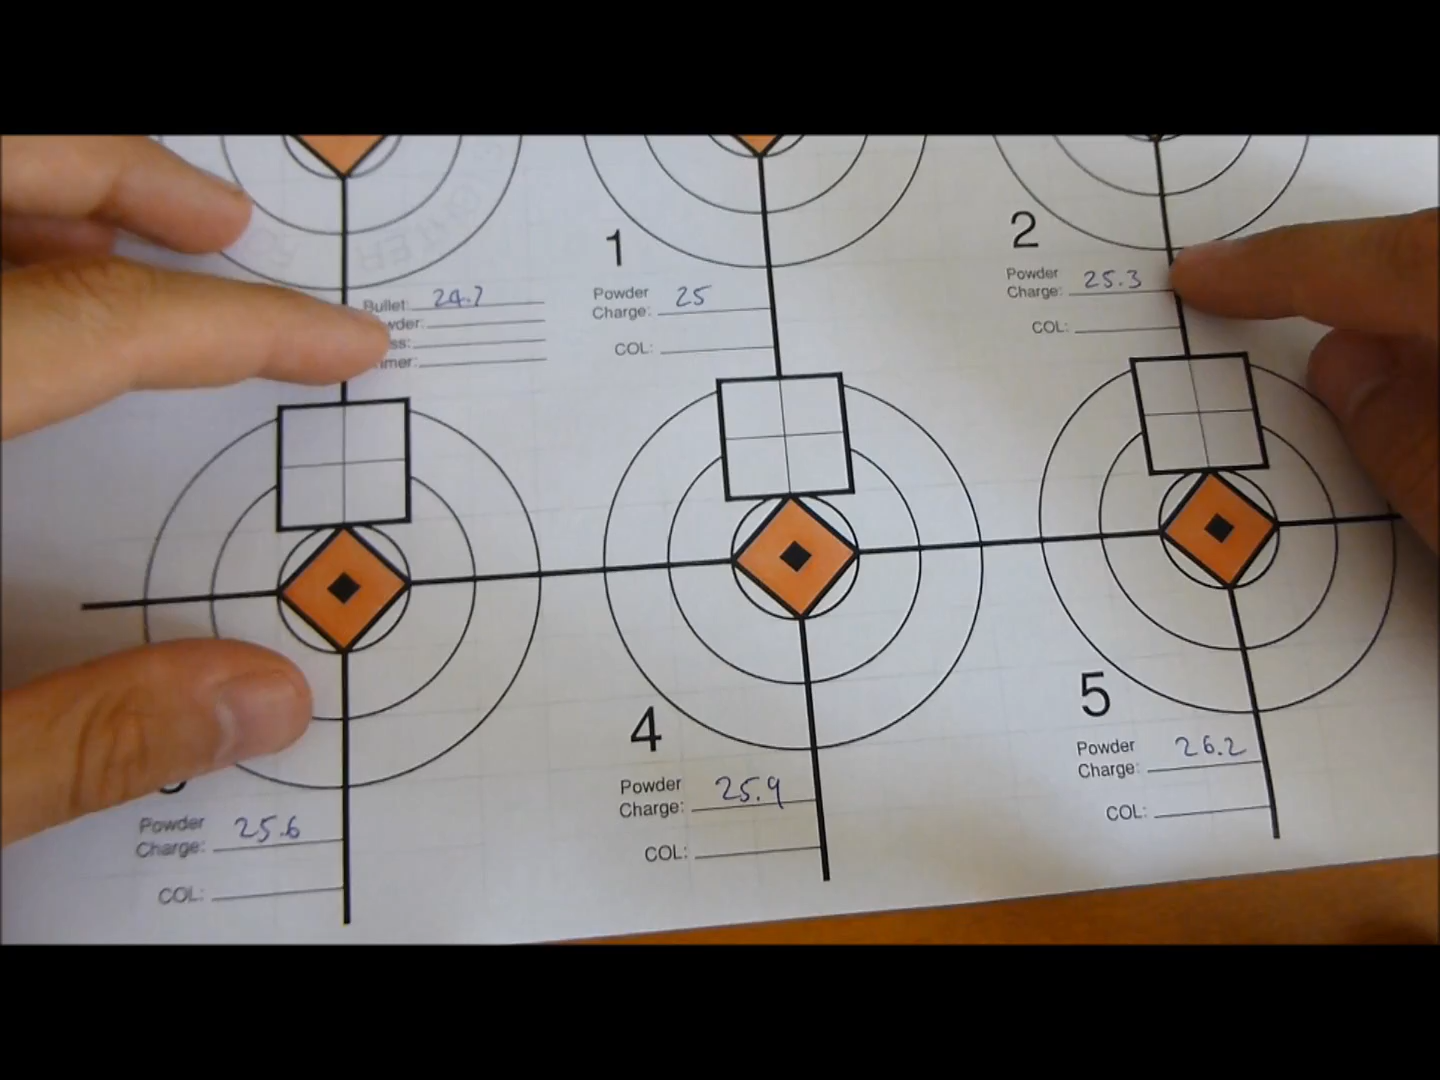 1
2
Bullet: 24.7
Powder Charge: 25
COL:
Powder Charge: 25.3
COL:
4
5
Powder Charge: 25.6
COL:
Powder Charge: 25.9
COL:
Powder Charge: 26.2
COL: